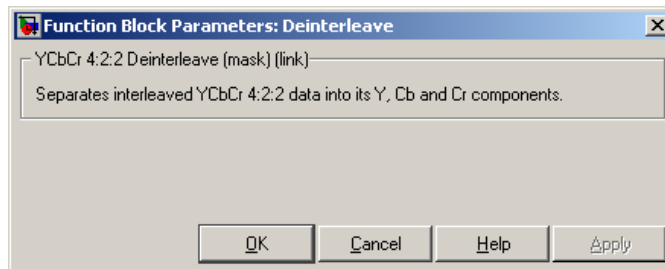 Function Block Parameters: Deinterleave
YCbCr 4:2:2 Deinterleave (mask) (link)
Separates interleaved YCbCr 4:2:2 data into its Y, Cb and Cr components.
OK Cancel Help Apply